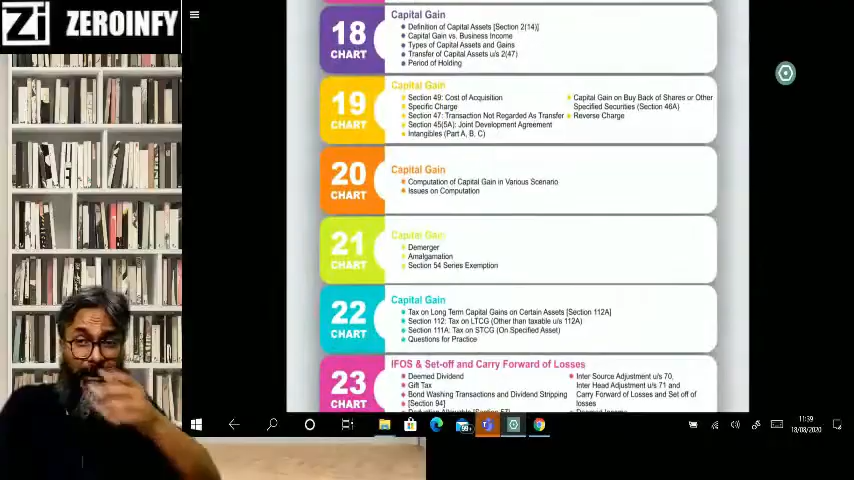 Zi ZEROINFY
18
CHART
Capital Gain
Definition of Capital Assets [Section 2(14)]
Capital Gain vs. Business Income
Types of Capital Assets and Gains
Transfer of Capital Assets u/s 2(47)
Period of Holding
19
CHART
Capital Gain
Section 49: Cost of Acquisition
Specific Charge
Section 47: Transaction Not Regarded As Transfer
Section 45(5A): Joint Development Agreement
Intangibles (Part A, B, C)
Capital Gain on Buy Back of Shares or Other
Specified Securities (Section 46A)
Reverse Charge
20
CHART
Capital Gain
Computation of Capital Gain in Various Scenario
Issues on Computation
21
CHART
Capital Gain
Demerger
Amalgamation
Section 54 Series Exemption
22
CHART
Capital Gain
Tax on Long Term Capital Gains on Certain Assets [Section 112A]
Section 112: Tax on LTCG (Other than taxable u/s 112A)
Section 111A: Tax on STCG (On Specified Asset)
Questions for Practice
23
CHART
IFOS & Set-off and Carry Forward of Losses
Deemed Dividend
Gift Tax
Bond Washing Transactions and Dividend Stripping
[Section 94]
Inter Source Adjustment u/s 70,
Inter Head Adjustment u/s 71 and
Carry Forward of Losses and Set off of
losses
99+
11:39
18/08/2020